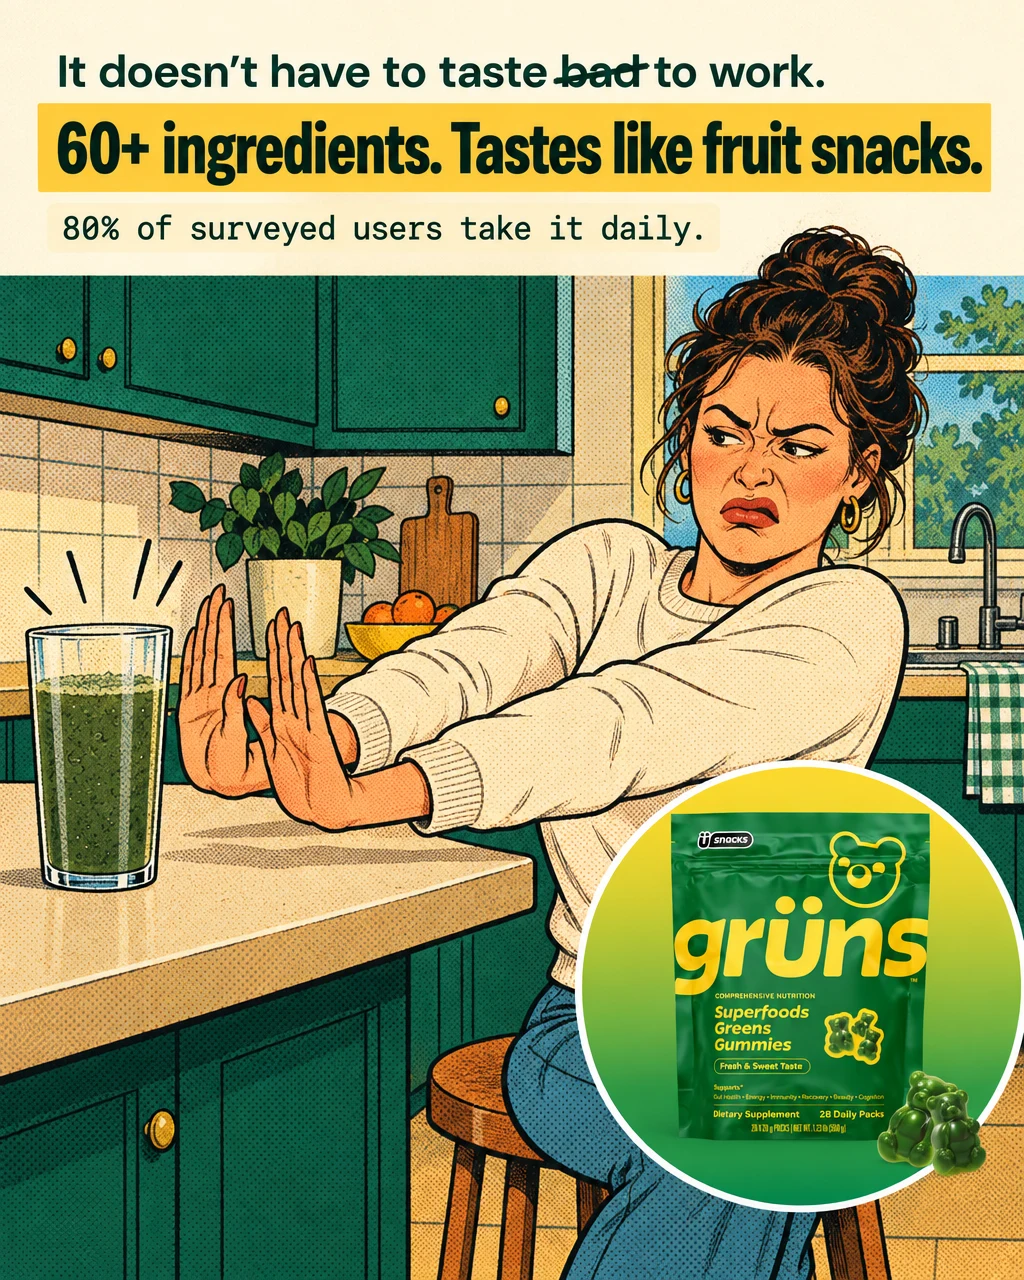 It doesn't have to taste bad to work.
60+ ingredients. Tastes like fruit snacks.
80% of surveyed users take it daily.
Ü snacks
grüns™
COMPREHENSIVE NUTRITION
Superfoods
Greens
Gummies
Fresh & Sweet Taste
Supports*
Gut Health • Energy • Immunity • Recovery • Beauty • Cognition
Dietary Supplement 28 Daily Packs